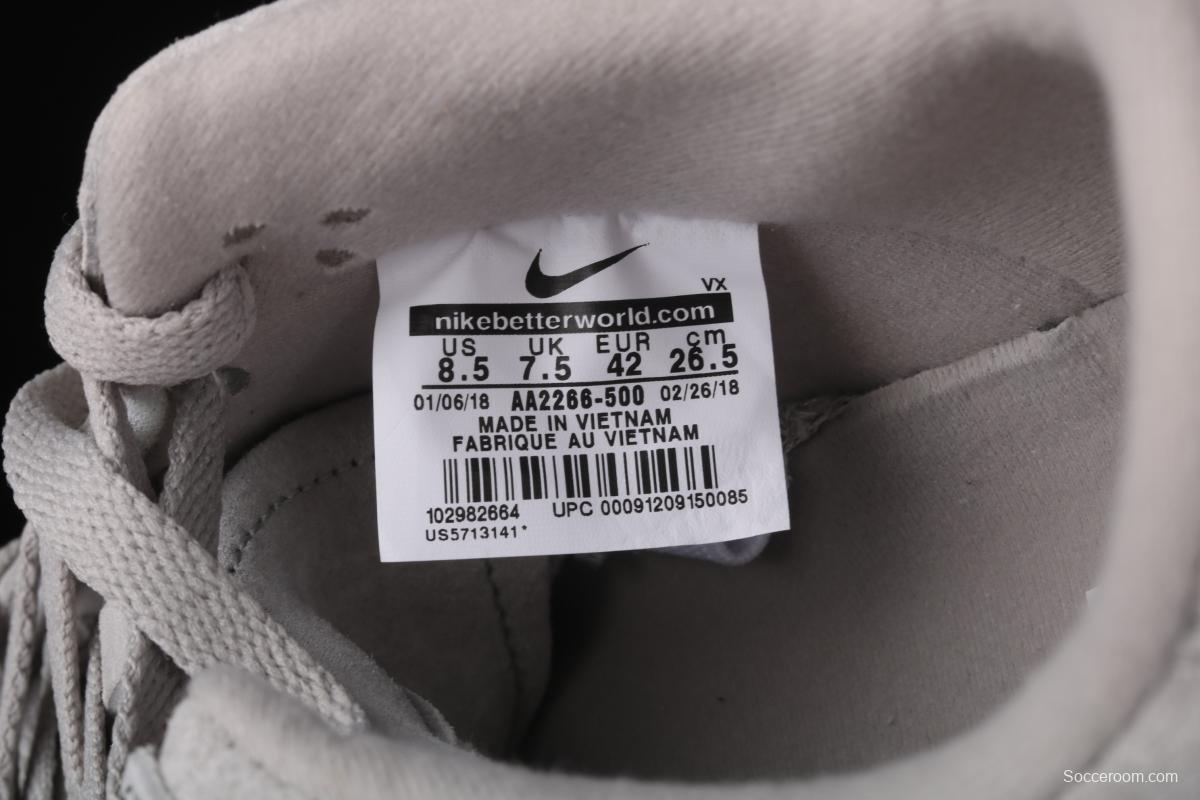 VX
nikebetterworld.com
US UK EUR cm
8.5 7.5 42 26.5
01/06/18 AA2266-500 02/26/18
MADE IN VIETNAM
FABRIQUE AU VIETNAM
102982664 UPC 00091209150085
US5713141*
Socceroom.com